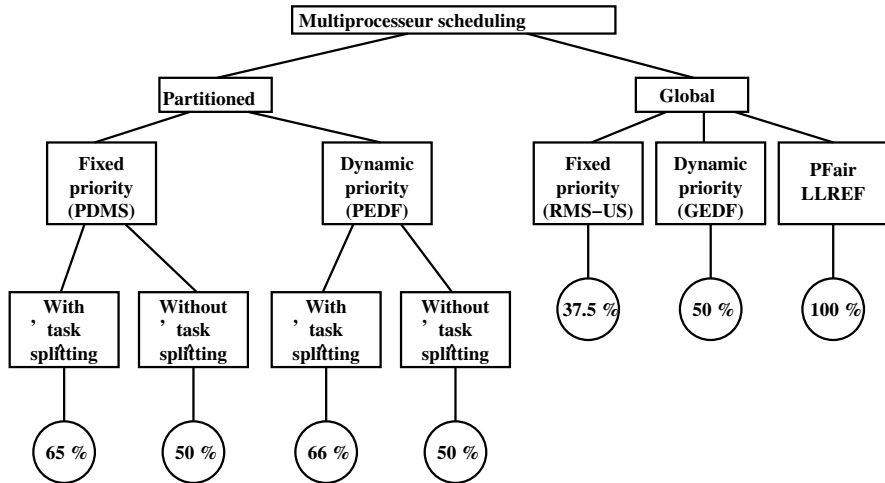 Multiprocesseur scheduling
Partitioned
Global
Fixed
priority
(PDMS)
Dynamic
priority
(PEDF)
Fixed
priority
(RMS−US)
Dynamic
priority
(GEDF)
PFair
LLREF
With
, task
splitting
Without
, task
splitting
With
, task
splitting
Without
, task
splitting
37.5 %
50 %
100 %
65 %
50 %
66 %
50 %